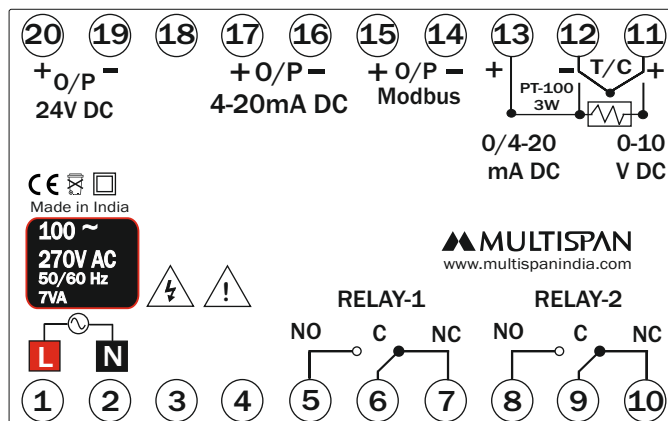 20 19 18 17 16 15 14 13 12 11
+ O/P − + O/P − + O/P − + − T/C +
24V DC 4-20mA DC Modbus PT-100
3W
0/4-20 0-10
mA DC V DC
CE
Made in India
100 ~
270V AC
50/60 Hz
7VA
MULTISPAN
www.multispanindia.com
RELAY-1 RELAY-2
NO C NC NO C NC
L N
1 2 3 4 5 6 7 8 9 10